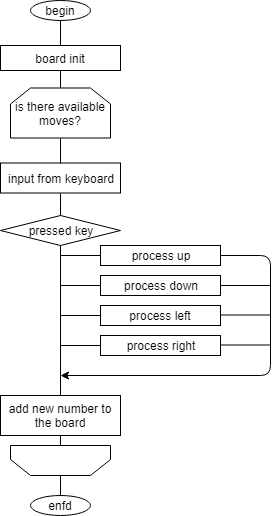 begin
board init
is there available
moves?
input from keyboard
pressed key
process up
process down
process left
process right
add new number to
the board
enfd